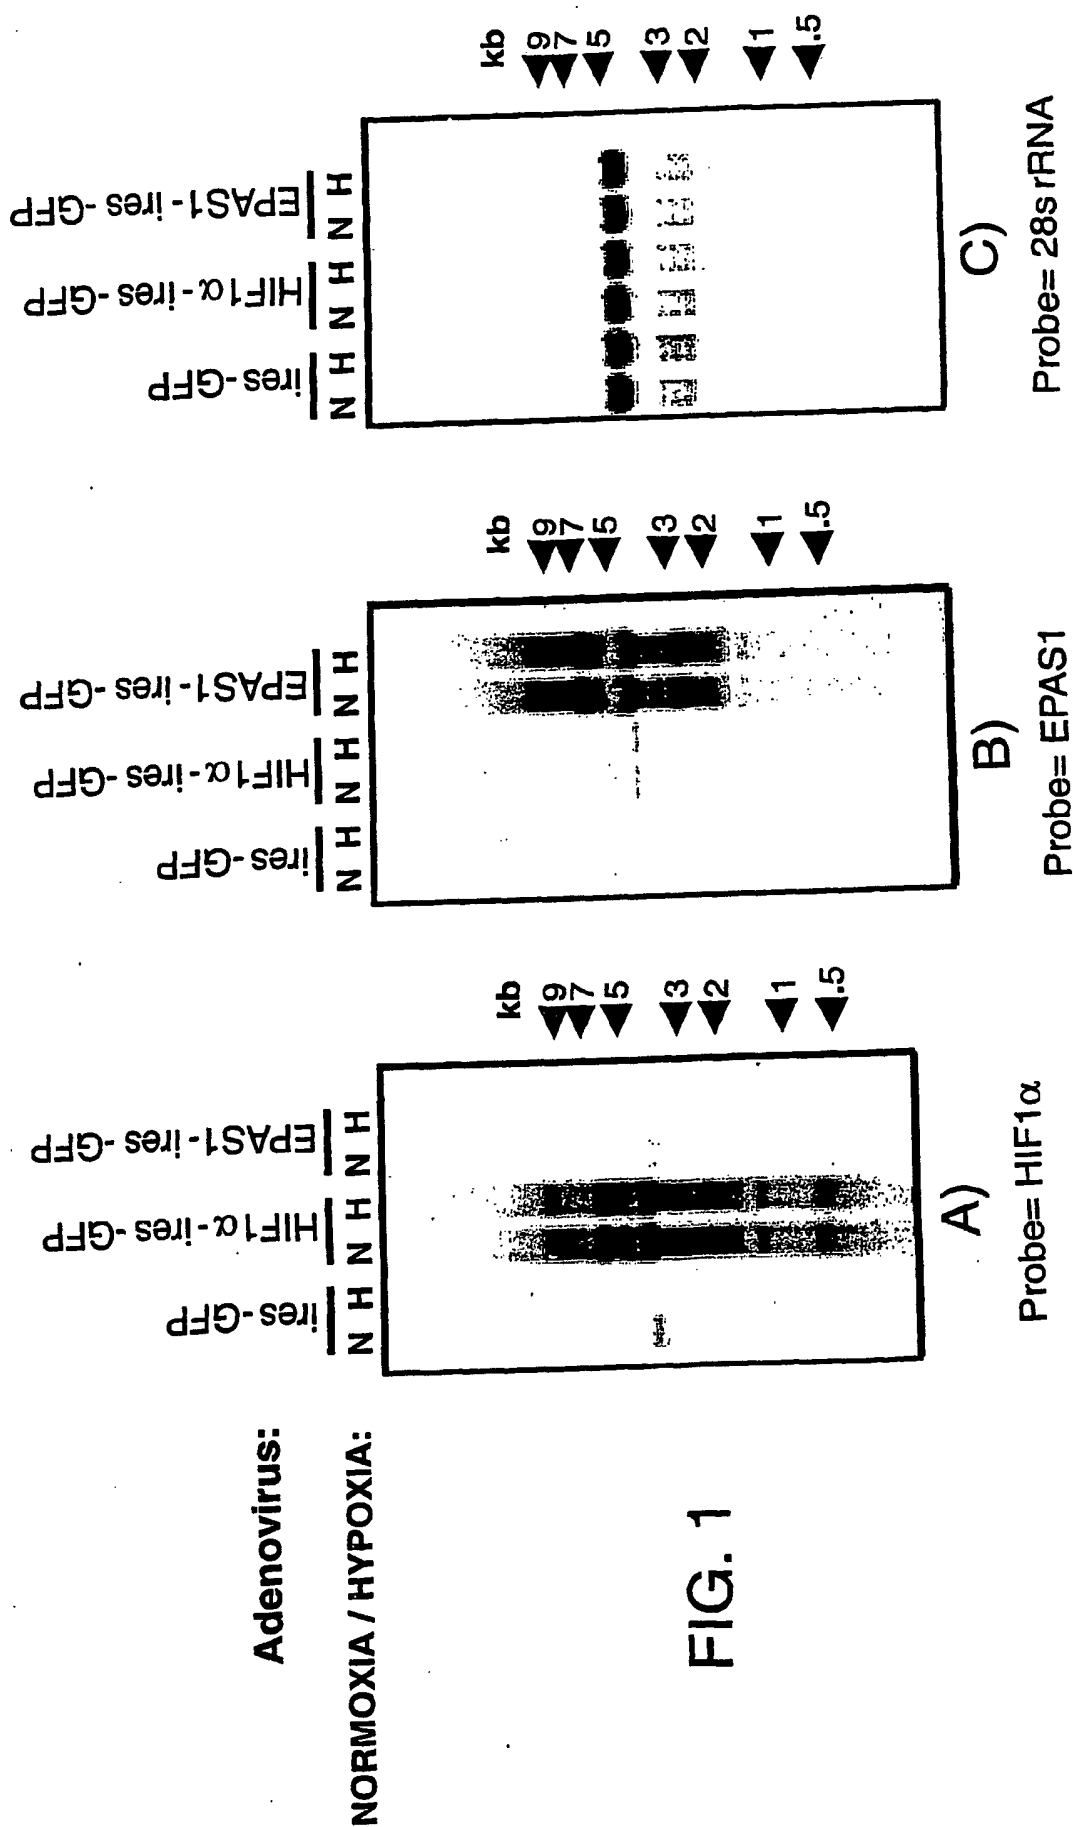 Adenovirus:
NORMOXIA / HYPOXIA:
ires-GFP
HIF1α-ires-GFP
EPAS1-ires-GFP
N H N H N H
kb
9
7
5
3
2
1
.5
A)
Probe= HIF1α
ires-GFP
HIF1α-ires-GFP
EPAS1-ires-GFP
N H N H N H
kb
9
7
5
3
2
1
.5
B)
Probe= EPAS1
ires-GFP
HIF1α-ires-GFP
EPAS1-ires-GFP
N H N H N H
kb
9
7
5
3
2
1
.5
C)
Probe= 28s rRNA
FIG. 1